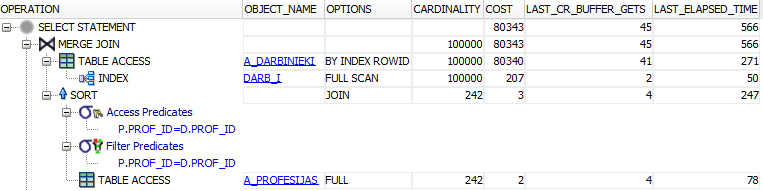 OPERATION OBJECT_NAME OPTIONS CARDINALITY COST LAST_CR_BUFFER_GETS LAST_ELAPSED_TIME
SELECT STATEMENT 80343 45 566
MERGE JOIN 100000 80343 45 566
TABLE ACCESS A_DARBINIEKI BY INDEX ROWID 100000 80340 41 271
INDEX DARB_I FULL SCAN 100000 207 2 50
SORT JOIN 242 3 4 247
Access Predicates
P.PROF_ID=D.PROF_ID
Filter Predicates
P.PROF_ID=D.PROF_ID
TABLE ACCESS A_PROFESIJAS FULL 242 2 4 78